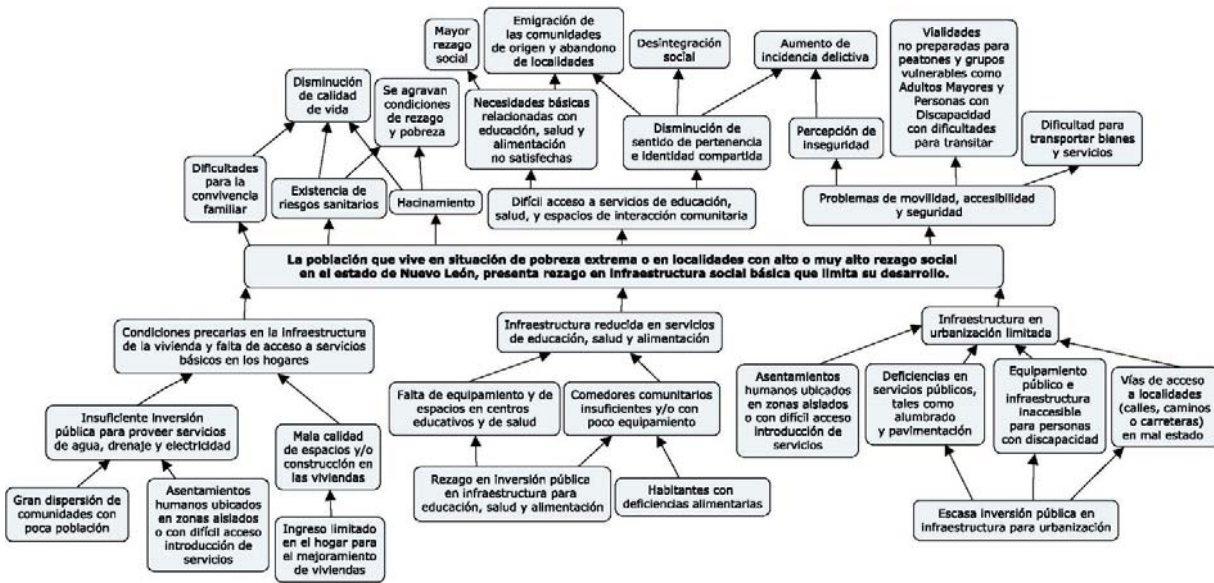 Mayor
rezago
social
Emigración de
las comunidades
de origen y abandono
de localidades
Desintegración
social
Aumento de
incidencia delictiva
Vialidades
no preparadas para
peatones y grupos
vulnerables como
Adultos Mayores y
Personas con
Discapacidad
con dificultades
para transitar
Disminución
de calidad
de vida
Se agravan
condiciones
de rezago
y pobreza
Necesidades básicas
relacionadas con
educación, salud y
alimentación
no satisfechas
Disminución de
sentido de pertenencia
e identidad compartida
Percepción de
inseguridad
Dificultad para
transportar bienes
y servicios
Dificultades
para la
convivencia
familiar
Existencia de
riesgos sanitarios
Hacinamiento
Difícil acceso a servicios de educación,
salud, y espacios de interacción comunitaria
Problemas de movilidad, accesibilidad
y seguridad
La población que vive en situación de pobreza extrema o en localidades con alto o muy alto rezago social
en el estado de Nuevo León, presenta rezago en infraestructura social básica que limita su desarrollo.
Condiciones precarias en la infraestructura
de la vivienda y falta de acceso a servicios
básicos en los hogares
Infraestructura reducida en servicios
de educación, salud y alimentación
Infraestructura en
urbanización limitada
Insuficiente inversión
pública para proveer servicios
de agua, drenaje y electricidad
Mala calidad
de espacios y/o
construcción en
las viviendas
Falta de equipamiento y de
espacios en centros
educativos y de salud
Comedores comunitarios
insuficientes y/o con
poco equipamiento
Asentamientos
humanos ubicados
en zonas aislados
o con difícil acceso
introducción de
servicios
Deficiencias en
servicios públicos,
tales como
alumbrado
y pavimentación
Equipamiento
público e
infraestructura
inaccesible
para personas
con discapacidad
Vías de acceso
a localidades
(calles, caminos
o carreteras)
en mal estado
Gran dispersión de
comunidades con
poca población
Asentamientos
humanos ubicados
en zonas aislados
o con difícil acceso
introducción de
servicios
Ingreso limitado
en el hogar para
el mejoramiento
de viviendas
Rezago en inversión pública
en infraestructura para
educación, salud y alimentación
Habitantes con
deficiencias alimentarias
Escasa inversión pública en
infraestructura para urbanización